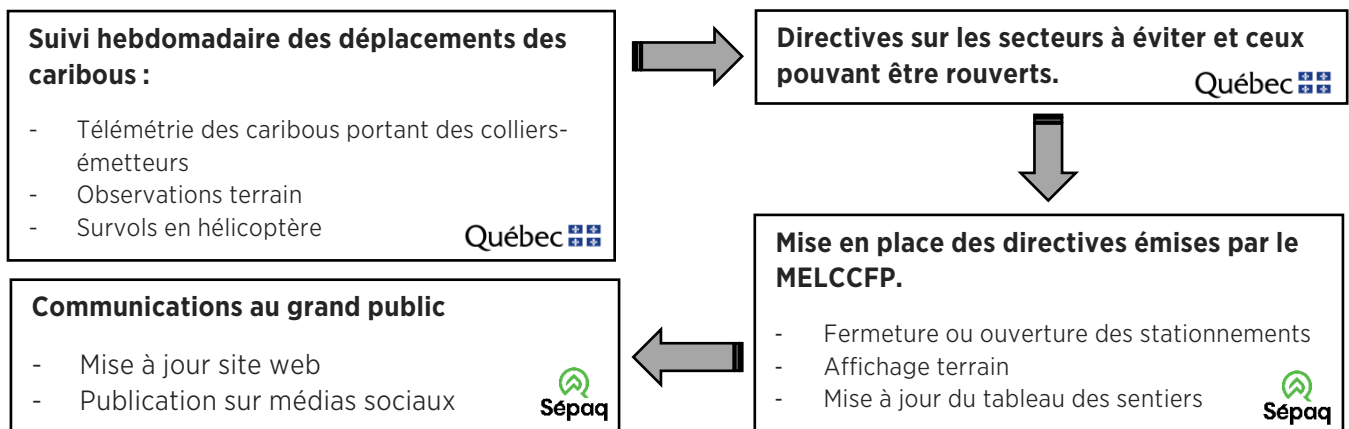 Suivi hebdomadaire des déplacements des
caribous :
- Télémétrie des caribous portant des colliers-
émetteurs
- Observations terrain
- Survols en hélicoptère
Québec
Directives sur les secteurs à éviter et ceux
pouvant être rouverts.
Québec
Mise en place des directives émises par le
MELCCFP.
- Fermeture ou ouverture des stationnements
- Affichage terrain
- Mise à jour du tableau des sentiers
Sépaq
Communications au grand public
- Mise à jour site web
- Publication sur médias sociaux
Sépaq